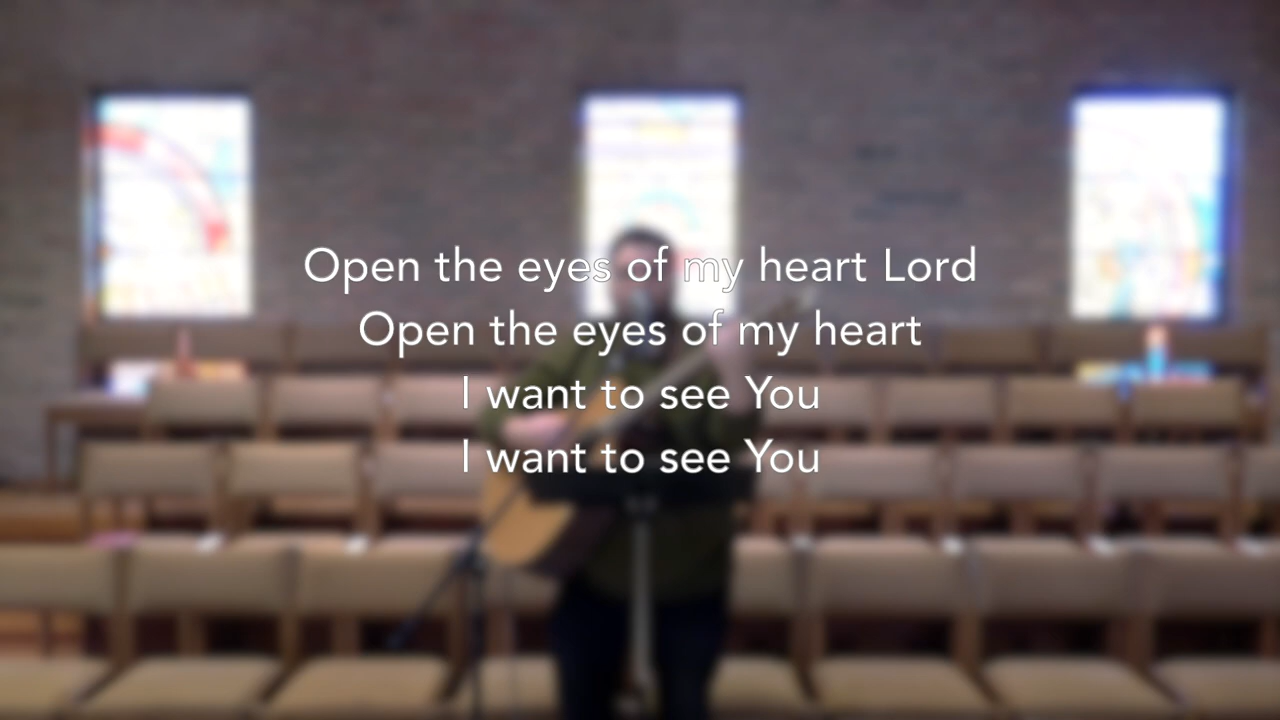 Open the eyes of my heart Lord
Open the eyes of my heart
I want to see You
I want to see You